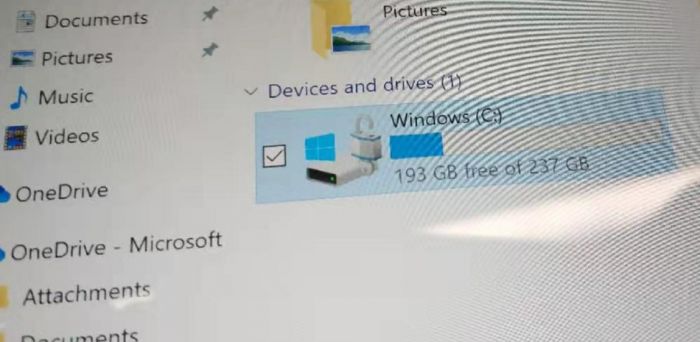 Documents
Pictures
Music
Videos
OneDrive
OneDrive - Microsoft
Attachments
Documents
Pictures
Devices and drives (1)
Windows (C:)
193 GB free of 237 GB